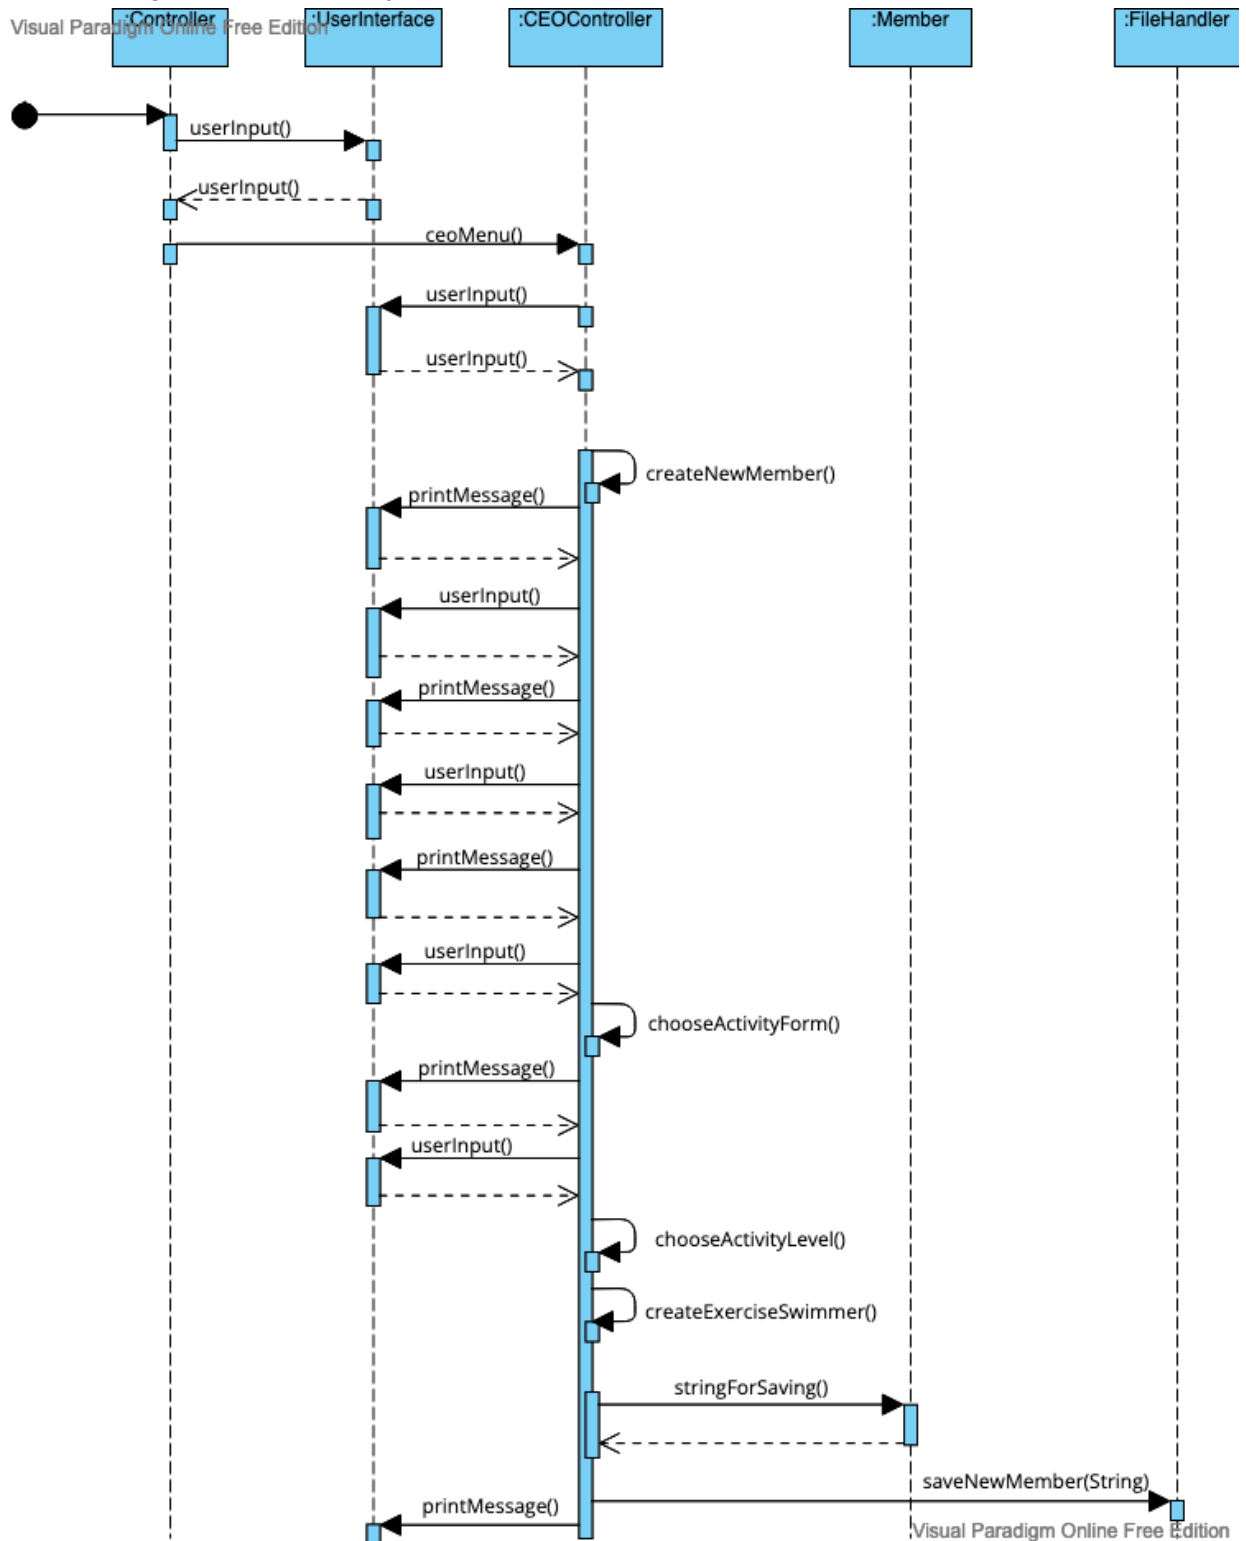 :Controller
:UserInterface
:CEOController
:Member
:FileHandler
Visual Paradigm Online Free Edition
userInput()
userInput()
ceoMenu()
userInput()
userInput()
createNewMember()
printMessage()
userInput()
printMessage()
userInput()
printMessage()
userInput()
chooseActivityForm()
printMessage()
userInput()
chooseActivityLevel()
createExerciseSwimmer()
stringForSaving()
saveNewMember(String)
printMessage()
Visual Paradigm Online Free Edition